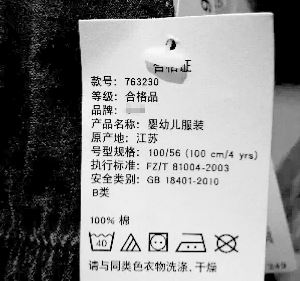 合格证
款号: 763230
等级: 合格品
品牌:
产品名称: 婴幼儿服装
原产地: 江苏
号型规格: 100/56 (100 cm/4 yrs)
执行标准: FZ/T 81004-2003
安全类别: GB 18401-2010
B类
100% 棉
40
请与同类色衣物洗涤, 干燥